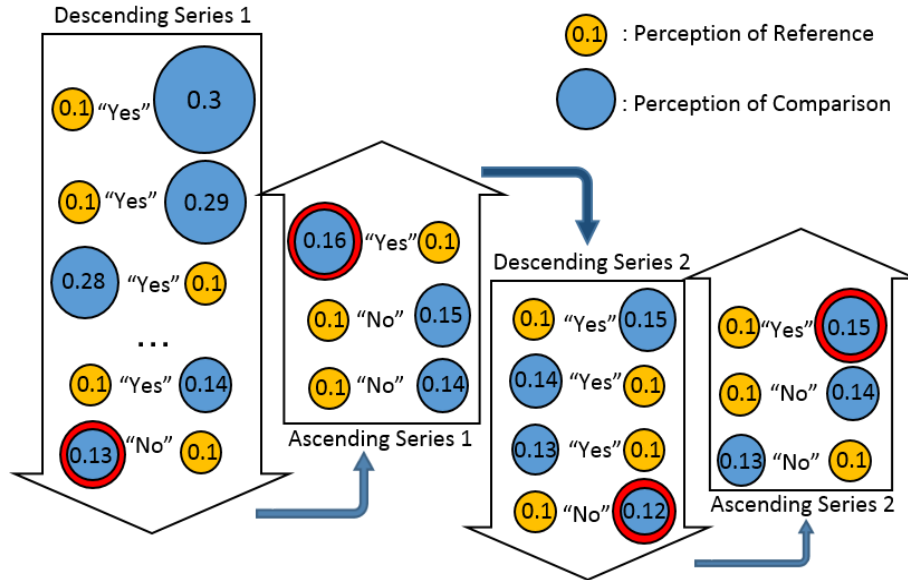 Descending Series 1
0.1 "Yes" 0.3
0.1 "Yes" 0.29
0.28 "Yes" 0.1
...
0.1 "Yes" 0.14
0.13 "No" 0.1
0.16 "Yes" 0.1
0.1 "No" 0.15
0.1 "No" 0.14
Ascending Series 1
0.1 : Perception of Reference
: Perception of Comparison
Descending Series 2
0.1 "Yes" 0.15
0.14 "Yes" 0.1
0.13 "Yes" 0.1
0.1 "No" 0.12
0.1 "Yes" 0.15
0.1 "No" 0.14
0.13 "No" 0.1
Ascending Series 2